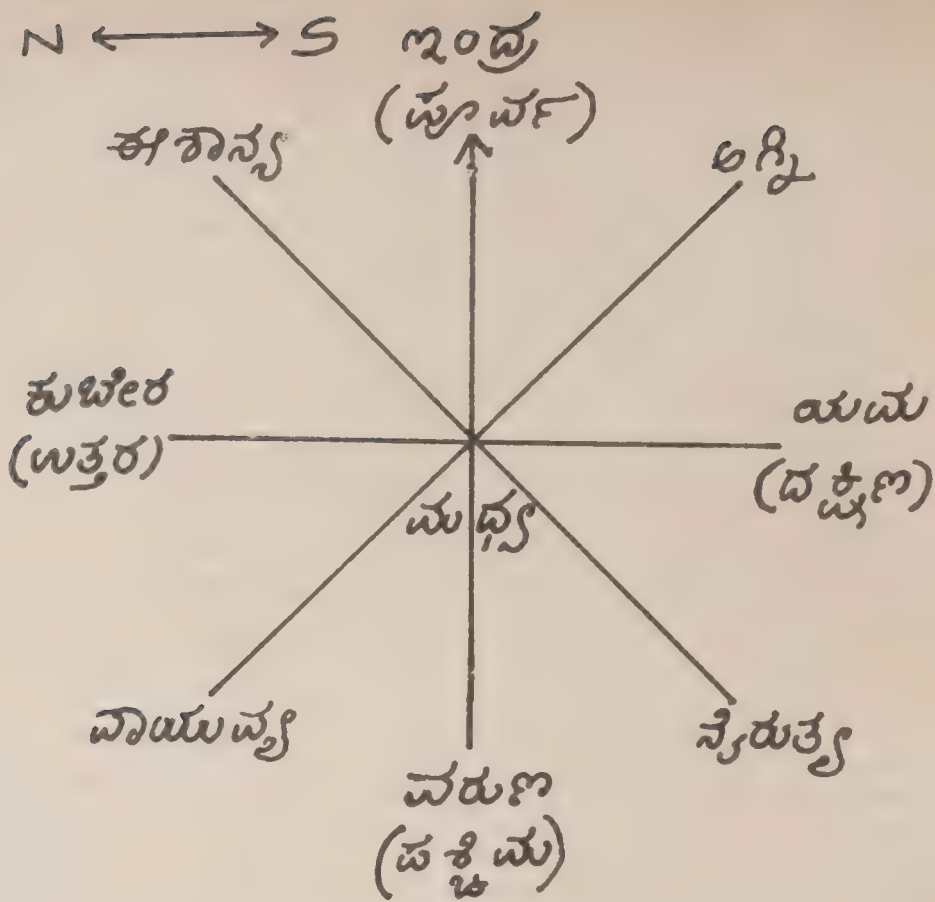 N ⟷ S ಇಂದ್ರ
(ಪೂರ್ವ)
ಈಶಾನ್ಯ
ಅಗ್ನಿ
ಕುಬೇರ
(ಉತ್ತರ)
ಯಮ
(ದಕ್ಷಿಣ)
ಮಧ್ಯ
ವಾಯುವ್ಯ
ನೈರುತ್ಯ
ವರುಣ
(ಪಶ್ಚಿಮ)